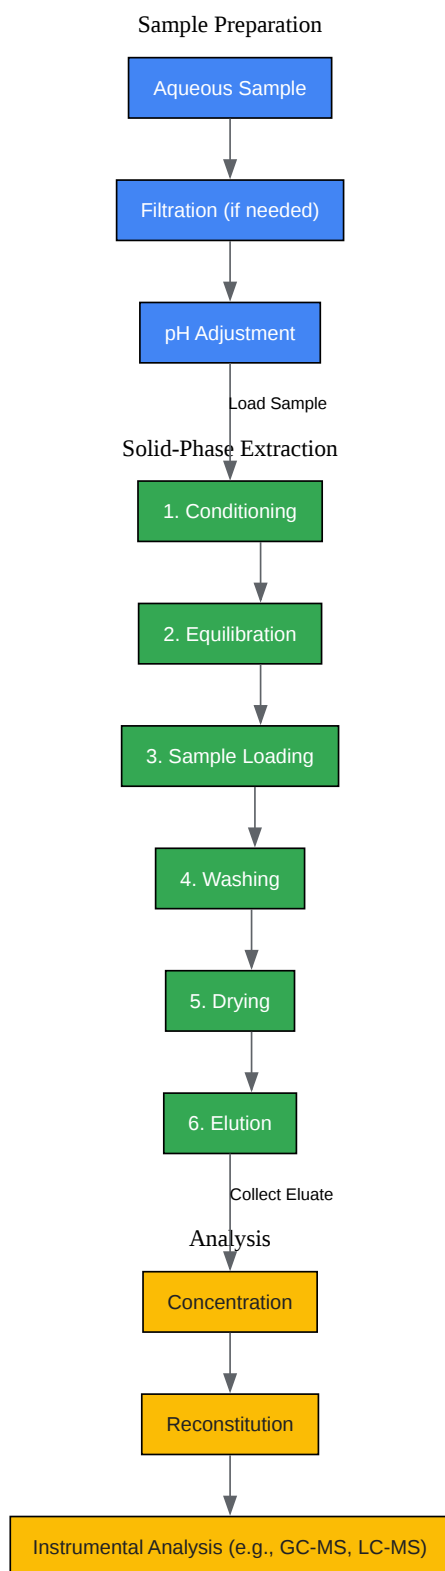 Sample Preparation
Aqueous Sample
Filtration (if needed)
pH Adjustment
Load Sample
Solid-Phase Extraction
1. Conditioning
2. Equilibration
3. Sample Loading
4. Washing
5. Drying
6. Elution
Collect Eluate
Analysis
Concentration
Reconstitution
Instrumental Analysis (e.g., GC-MS, LC-MS)